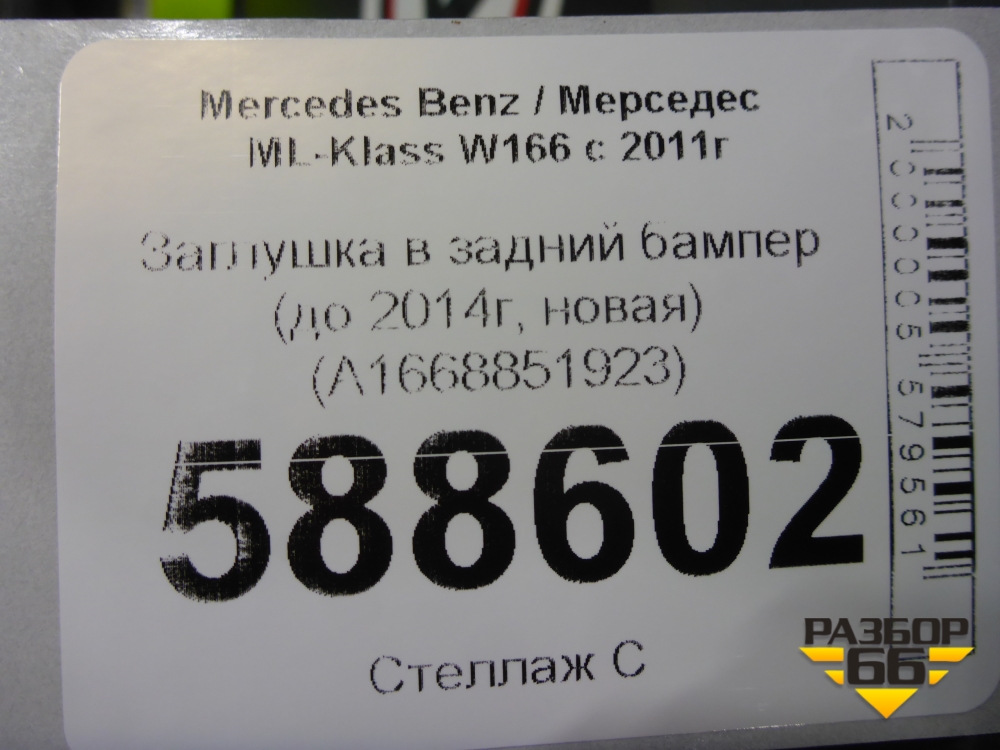 Mercedes Benz / Мерседес
ML-Klass W166 с 2011г
Заглушка в задний бампер
(до 2014г, новая)
(A1668851923)
588602
Стеллаж С
2000005579561
РАЗБОР
66